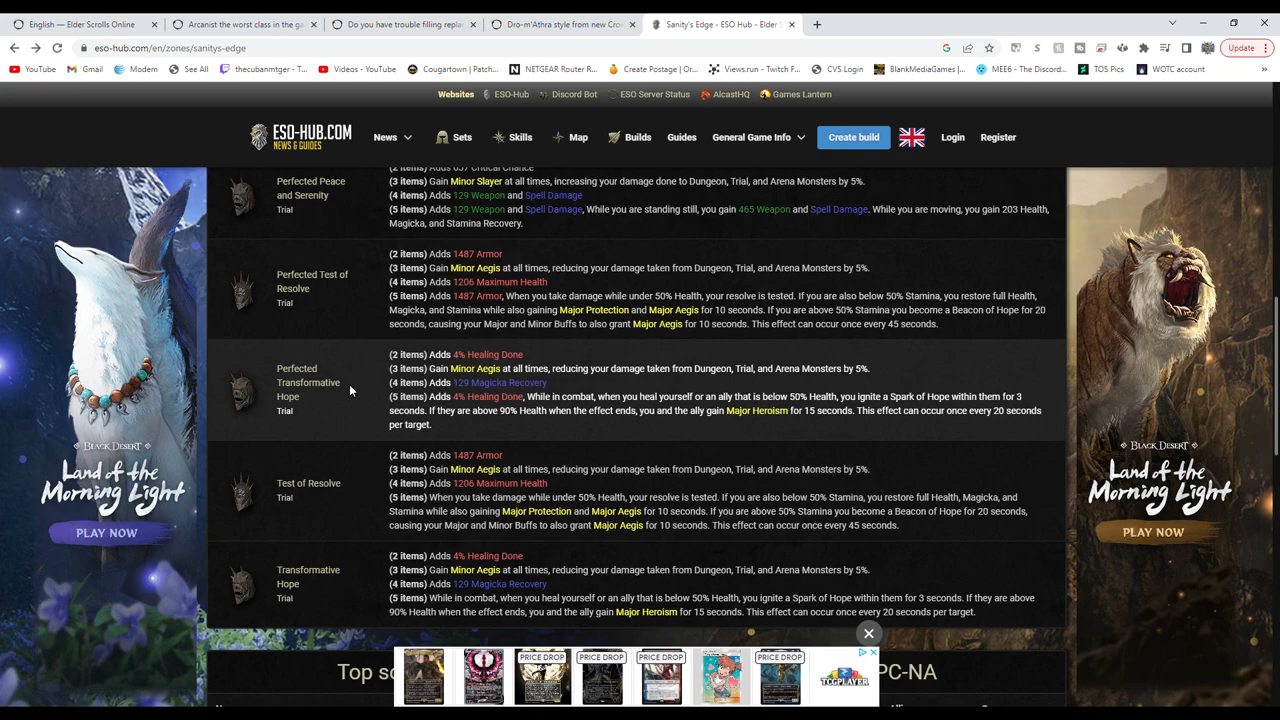 English — Elder Scrolls Online
Arcanist the worst class in the ga
Do you have trouble filling repla
Dro-m'Athra style from new Cro
Sanity's Edge - ESO Hub - Elder S
eso-hub.com/en/zones/sanitys-edge
Update
YouTube Gmail Modem See All thecubanmtger - T... Videos - YouTube Cougartown | Patch... NETGEAR Router R... Create Postage | Or... Views.run - Twitch F... CVS Login BlankMediaGames |... MEE6 - The Discord... TOS Pics WOTC account
Websites ESO-Hub Discord Bot ESO Server Status AlcastHQ Games Lantern
ESO-HUB.COM
NEWS & GUIDES
News Sets Skills Map Builds Guides General Game Info Create build Login Register
Perfected Peace
and Serenity
Trial
(3 items) Gain Minor Slayer at all times, increasing your damage done to Dungeon, Trial, and Arena Monsters by 5%.
(4 items) Adds 129 Weapon and Spell Damage
(5 items) Adds 129 Weapon and Spell Damage, While you are standing still, you gain 465 Weapon and Spell Damage. While you are moving, you gain 203 Health,
Magicka, and Stamina Recovery.
Perfected Test of
Resolve
Trial
(2 items) Adds 1487 Armor
(3 items) Gain Minor Aegis at all times, reducing your damage taken from Dungeon, Trial, and Arena Monsters by 5%.
(4 items) Adds 1206 Maximum Health
(5 items) Adds 1487 Armor, When you take damage while under 50% Health, your resolve is tested. If you are also below 50% Stamina, you restore full Health,
Magicka, and Stamina while also gaining Major Protection and Major Aegis for 10 seconds. If you are above 50% Stamina you become a Beacon of Hope for 20
seconds, causing your Major and Minor Buffs to also grant Major Aegis for 10 seconds. This effect can occur once every 45 seconds.
Perfected
Transformative
Hope
Trial
(2 items) Adds 4% Healing Done
(3 items) Gain Minor Aegis at all times, reducing your damage taken from Dungeon, Trial, and Arena Monsters by 5%.
(4 items) Adds 129 Magicka Recovery
(5 items) Adds 4% Healing Done, While in combat, when you heal yourself or an ally that is below 50% Health, you ignite a Spark of Hope within them for 3
seconds. If they are above 90% Health when the effect ends, you and the ally gain Major Heroism for 15 seconds. This effect can occur once every 20 seconds
per target.
Test of Resolve
Trial
(2 items) Adds 1487 Armor
(3 items) Gain Minor Aegis at all times, reducing your damage taken from Dungeon, Trial, and Arena Monsters by 5%.
(4 items) Adds 1206 Maximum Health
(5 items) When you take damage while under 50% Health, your resolve is tested. If you are also below 50% Stamina, you restore full Health, Magicka, and
Stamina while also gaining Major Protection and Major Aegis for 10 seconds. If you are above 50% Stamina you become a Beacon of Hope for 20 seconds,
causing your Major and Minor Buffs to also grant Major Aegis for 10 seconds. This effect can occur once every 45 seconds.
Transformative
Hope
Trial
(2 items) Adds 4% Healing Done
(3 items) Gain Minor Aegis at all times, reducing your damage taken from Dungeon, Trial, and Arena Monsters by 5%.
(4 items) Adds 129 Magicka Recovery
(5 items) While in combat, when you heal yourself or an ally that is below 50% Health, you ignite a Spark of Hope within them for 3 seconds. If they are above
90% Health when the effect ends, you and the ally gain Major Heroism for 15 seconds. This effect can occur once every 20 seconds per target.
BLACK DESERT
Land of the
Morning Light
PLAY NOW
BLACK DESERT
Land of the
Morning Light
PLAY NOW
Top sc
PC-NA
PRICE DROP PRICE DROP PRICE DROP PRICE DROP
TCGPLAYER